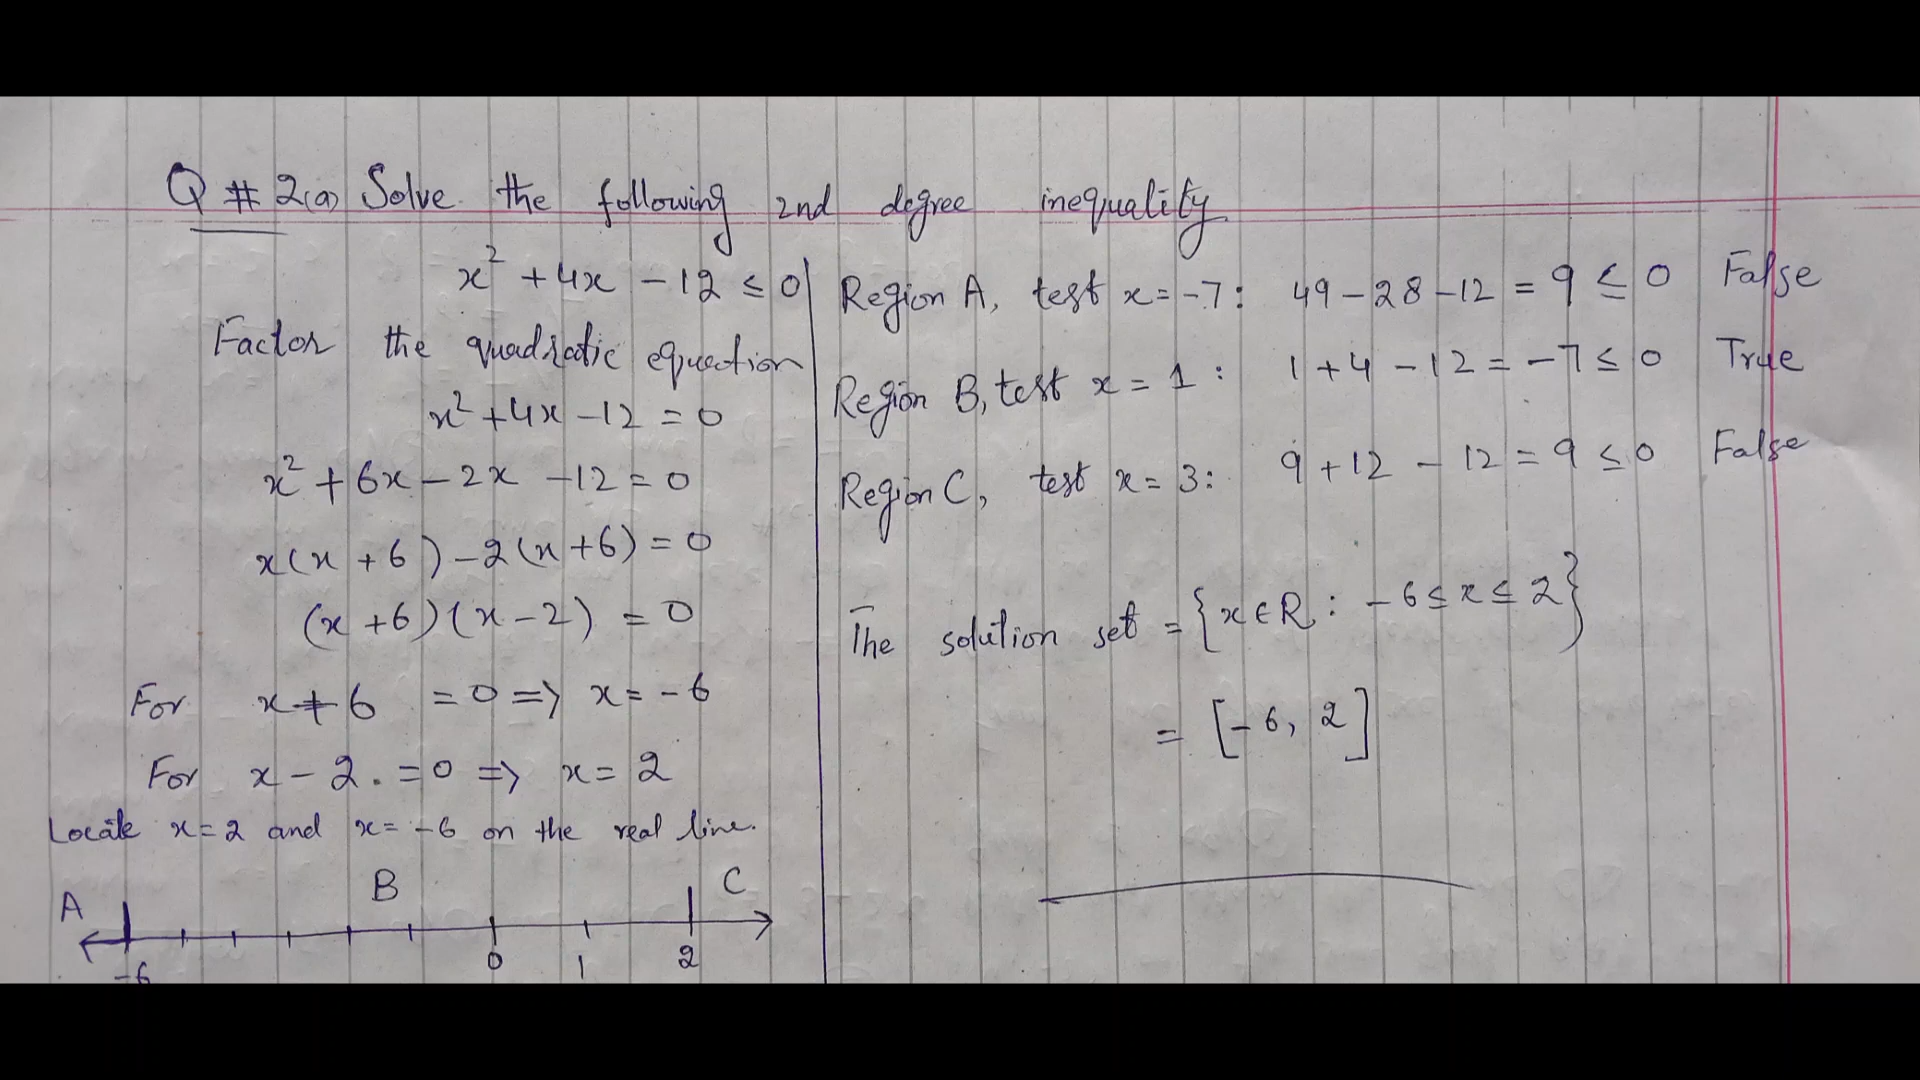 Q # 2(a) Solve the following 2nd degree inequality
x² + 4x - 12 ≤ 0
Factor the quadratic equation
x² + 4x - 12 = 0
x² + 6x - 2x - 12 = 0
x(x + 6) - 2(x + 6) = 0
(x + 6)(x - 2) = 0
For x + 6 = 0 => x = -6
For x - 2 . = 0 => x = 2
Locate x = 2 and x = -6 on the real line.
A B C
-6 0 1 2
Region A, test x = -7: 49 - 28 - 12 = 9 ≤ 0 False
Region B, test x = 1: 1 + 4 - 12 = -7 ≤ 0 True
Region C, test x = 3: 9 + 12 - 12 = 9 ≤ 0 False
The solution set = {x ∈ R : -6 ≤ x ≤ 2}
= [-6, 2]